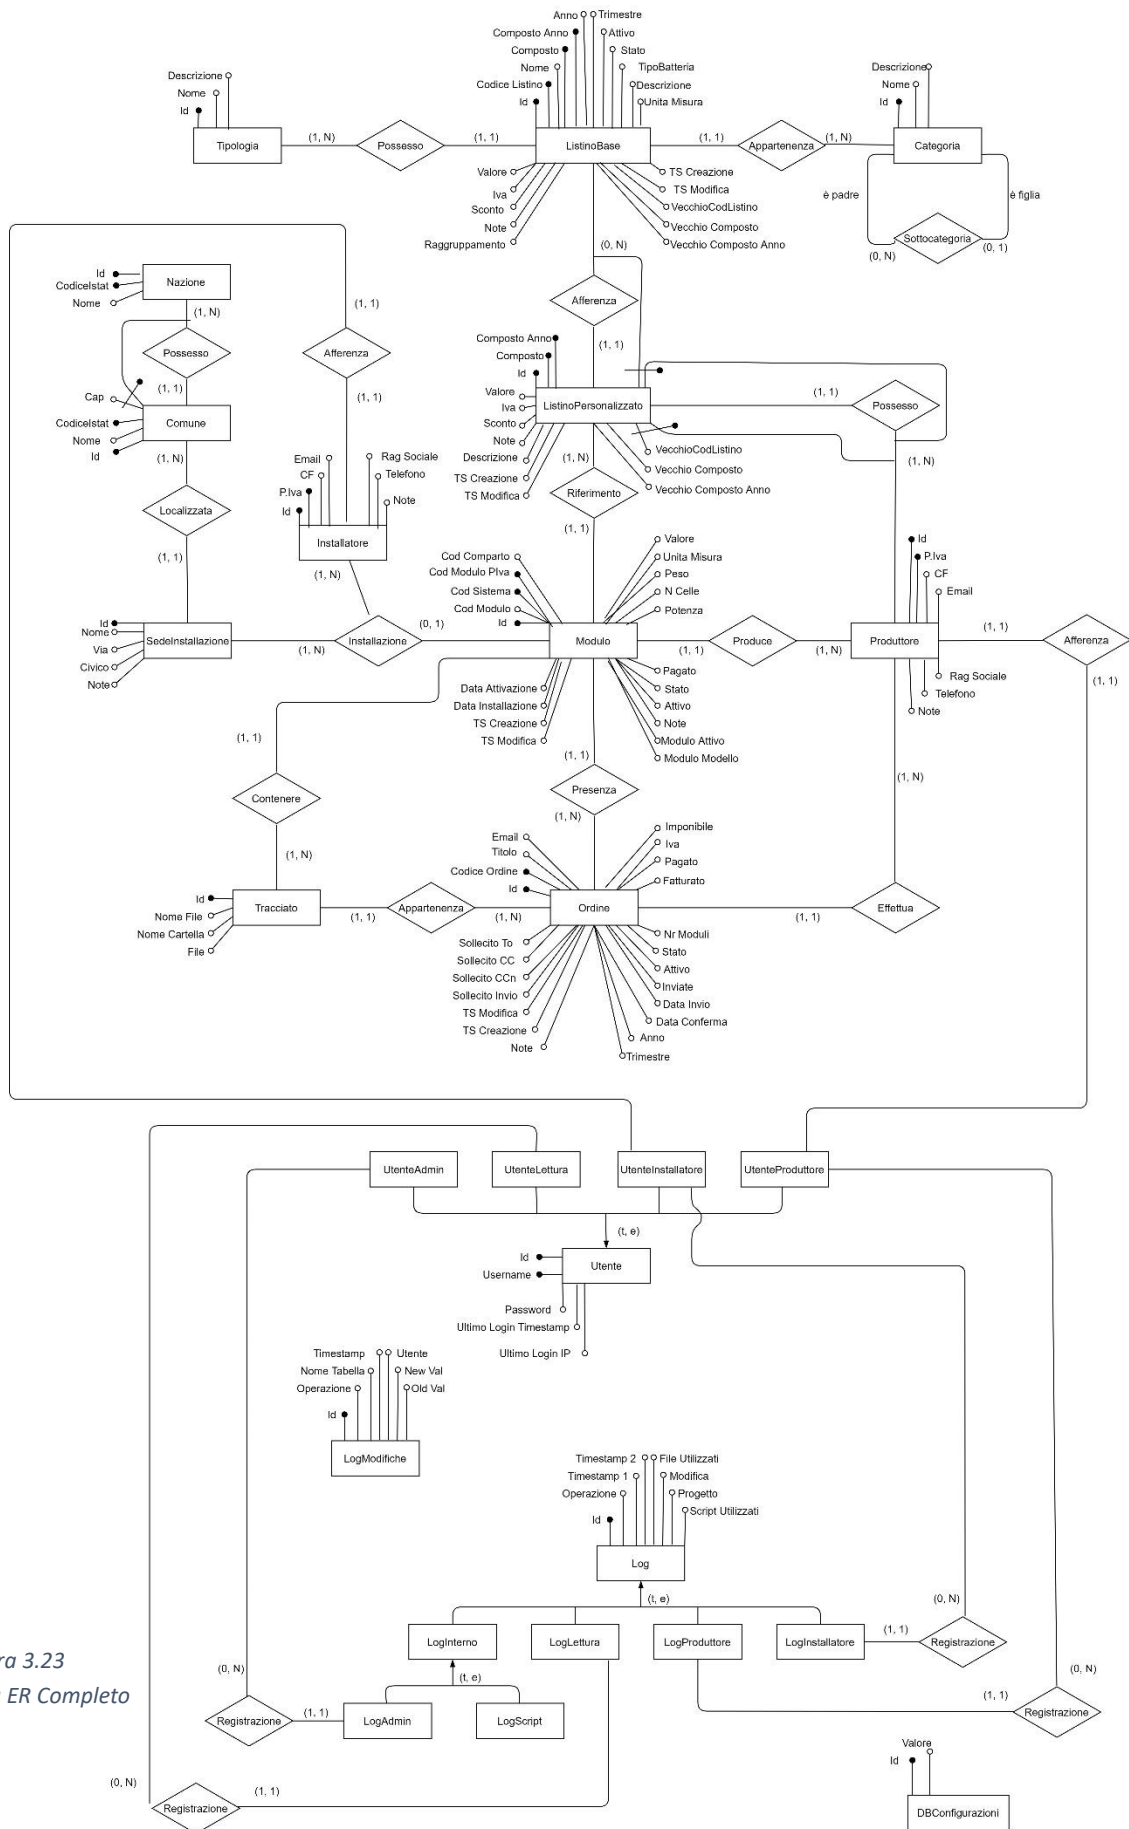 Anno
Trimestre
Composto Anno
Attivo
Composto
Stato
Nome
TipoBatteria
Codice Listino
Descrizione
Id
Unita Misura
Descrizione
Nome
Id
Descrizione
Nome
Id
Tipologia
(1, N)
Possesso
(1, 1)
ListinoBase
(1, 1)
Appartenenza
(1, N)
Categoria
Valore
Iva
Sconto
Note
Raggruppamento
TS Creazione
TS Modifica
VecchioCodListino
Vecchio Composto
Vecchio Composto Anno
è padre
è figlia
Sottocategoria
(0, N)
(0, 1)
(0, N)
Afferenza
(1, 1)
Id
CodiceIstat
Nome
Nazione
(1, N)
Possesso
(1, 1)
Cap
CodiceIstat
Nome
Id
Comune
(1, N)
Localizzata
(1, 1)
(1, 1)
Afferenza
(1, 1)
Email
CF
P.Iva
Id
Rag Sociale
Telefono
Note
Installatore
(1, N)
Composto Anno
Composto
Id
Valore
Iva
Sconto
Note
Descrizione
TS Creazione
TS Modifica
ListinoPersonalizzato
VecchioCodListino
Vecchio Composto
Vecchio Composto Anno
(1, 1)
Possesso
(1, N)
(1, N)
Riferimento
(1, 1)
Id
Nome
Via
Civico
Note
SedeInstallazione
(1, N)
Installazione
(0, 1)
Cod Comparto
Cod Modulo PIva
Cod Sistema
Cod Modulo
Id
Valore
Unita Misura
Peso
N Celle
Potenza
Modulo
Data Attivazione
Data Installazione
TS Creazione
TS Modifica
Pagato
Stato
Attivo
Note
Modulo Attivo
Modulo Modello
(1, 1)
Produce
(1, N)
Id
P.Iva
CF
Email
Produttore
Rag Sociale
Telefono
Note
(1, 1)
Afferenza
(1, 1)
(1, 1)
Contenere
(1, N)
(1, 1)
Presenza
(1, N)
(1, N)
Effettua
(1, 1)
Id
Nome File
Nome Cartella
File
Tracciato
(1, 1)
Appartenenza
(1, N)
Email
Titolo
Codice Ordine
Id
Imponibile
Iva
Pagato
Fatturato
Ordine
Sollecito To
Sollecito CC
Sollecito CCn
Sollecito Invio
TS Modifica
TS Creazione
Note
Nr Moduli
Stato
Attivo
Inviate
Data Invio
Data Conferma
Anno
Trimestre
UtenteAdmin
UtenteLettura
UtenteInstallatore
UtenteProduttore
(t, e)
Id
Username
Utente
Password
Ultimo Login Timestamp
Ultimo Login IP
Timestamp
Utente
Nome Tabella
New Val
Operazione
Old Val
Id
LogModifiche
Timestamp 2
File Utilizzati
Timestamp 1
Modifica
Operazione
Progetto
Id
Script Utilizzati
Log
(t, e)
LogInterno
LogLettura
LogProduttore
LogInstallatore
(1, 1)
Registrazione
(0, N)
(t, e)
LogAdmin
LogScript
(0, N)
Registrazione
(1, 1)
(1, 1)
Registrazione
(0, N)
(0, N)
Registrazione
(1, 1)
Valore
Id
DBConfigurazioni
ra 3.23
ER Completo